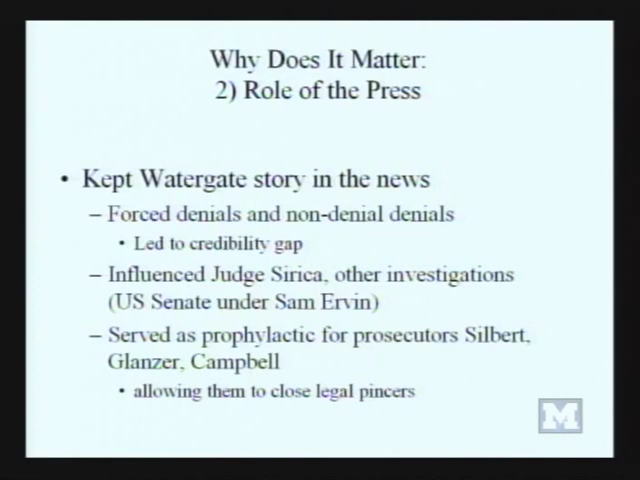 Why Does It Matter:
2) Role of the Press
• Kept Watergate story in the news
– Forced denials and non-denial denials
• Led to credibility gap
– Influenced Judge Sirica, other investigations
(US Senate under Sam Ervin)
– Served as prophylactic for prosecutors Silbert,
Glanzer, Campbell
• allowing them to close legal pincers
M